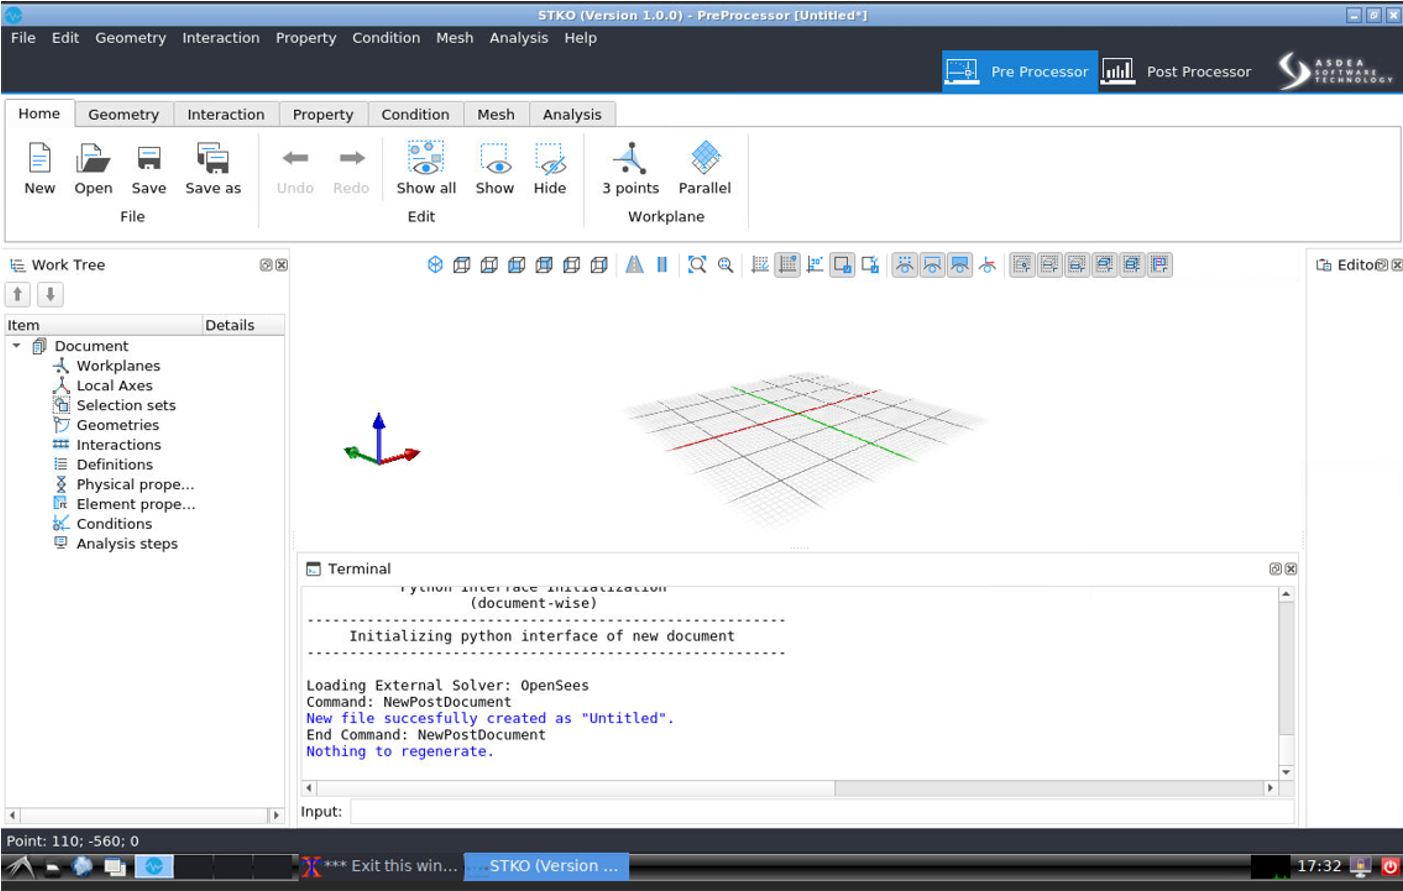 STKO (Version 1.0.0) - PreProcessor [Untitled*]
File Edit Geometry Interaction Property Condition Mesh Analysis Help
Pre Processor Post Processor ASDEA SOFTWARE TECHNOLOGY
Home Geometry Interaction Property Condition Mesh Analysis
New Open Save Save as Undo Redo Show all Show Hide 3 points Parallel
File Edit Workplane
Work Tree
Editor
Item Details
Document
Workplanes
Local Axes
Selection sets
Geometries
Interactions
Definitions
Physical prope...
Element prope...
Conditions
Analysis steps
Terminal
Python Interface Initialization
(document-wise)
-------------------------------------------------------
Initializing python interface of new document
-------------------------------------------------------
Loading External Solver: OpenSees
Command: NewPostDocument
New file succesfully created as "Untitled".
End Command: NewPostDocument
Nothing to regenerate.
Input:
Point: 110; -560; 0
*** Exit this win... STKO (Version ... 17:32